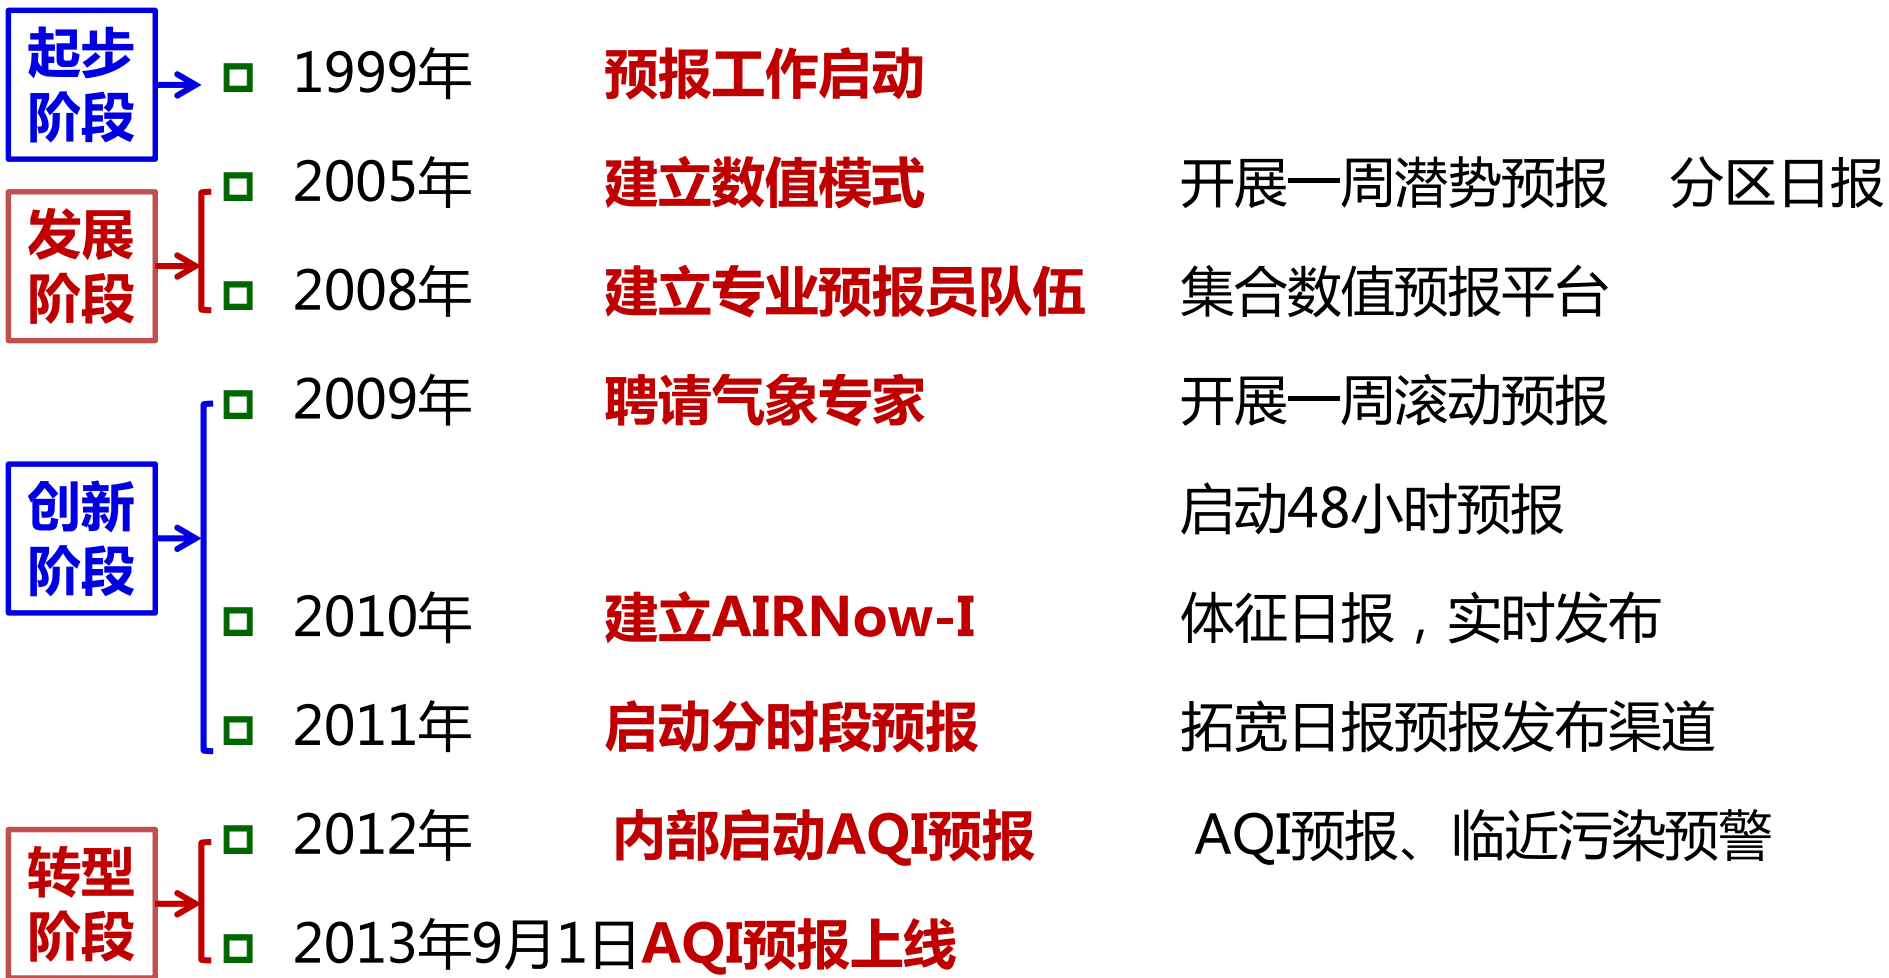 起步
阶段
1999年 预报工作启动
发展
阶段
2005年 建立数值模式 开展一周潜势预报 分区日报
2008年 建立专业预报员队伍 集合数值预报平台
创新
阶段
2009年 聘请气象专家 开展一周滚动预报
启动48小时预报
2010年 建立AIRNow-I 体征日报，实时发布
2011年 启动分时段预报 拓宽日报预报发布渠道
转型
阶段
2012年 内部启动AQI预报 AQI预报、临近污染预警
2013年9月1日AQI预报上线